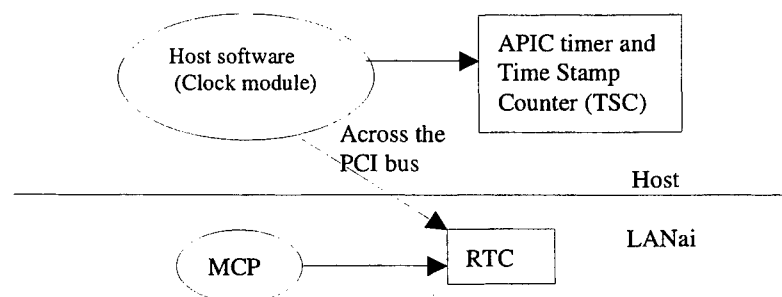 Host software
(Clock module)
APIC timer and
Time Stamp
Counter (TSC)
Across the
PCI bus
Host
LANai
MCP
RTC